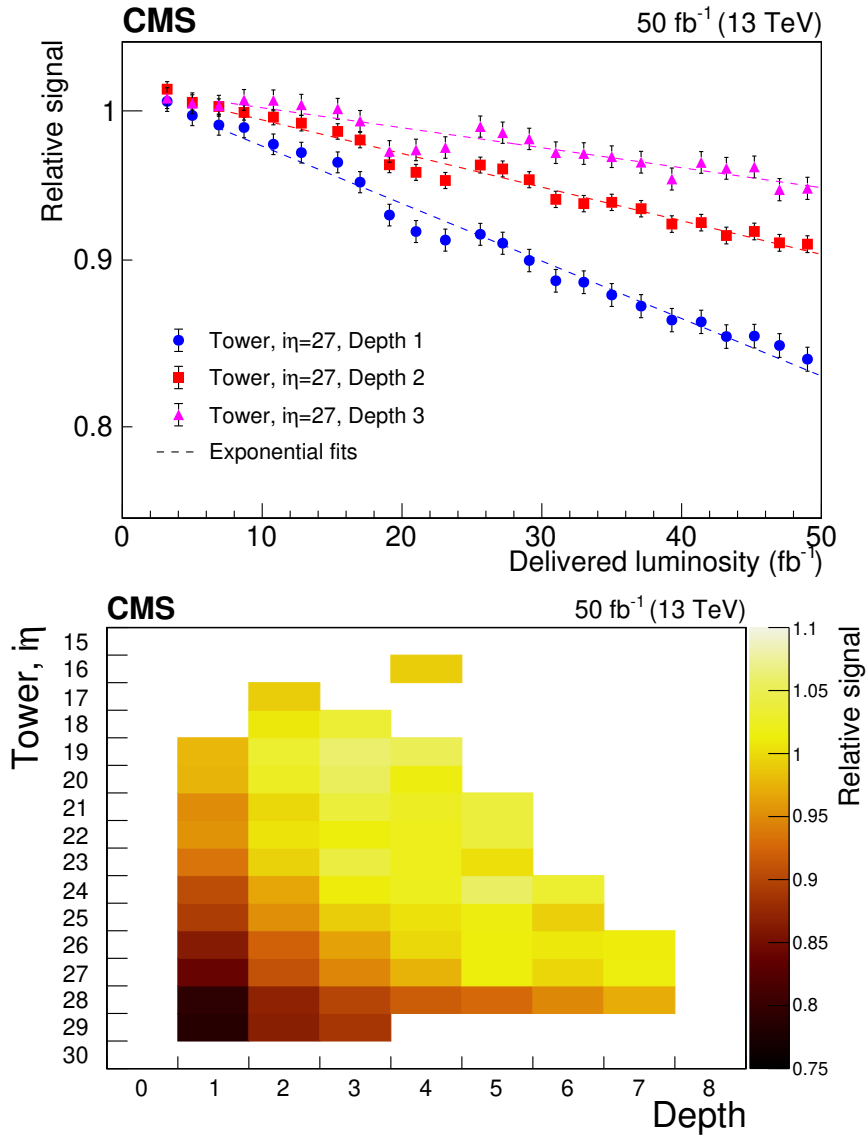 CMS 50 fb⁻¹ (13 TeV)
Relative signal
1
0.9
0.8
Tower, iη=27, Depth 1
Tower, iη=27, Depth 2
Tower, iη=27, Depth 3
Exponential fits
0 10 20 30 40 50
Delivered luminosity (fb⁻¹)
CMS 50 fb⁻¹ (13 TeV)
Tower, iη
15
16
17
18
19
20
21
22
23
24
25
26
27
28
29
30
0 1 2 3 4 5 6 7 8
Depth
1.1
1.05
1
0.95
0.9
0.85
0.8
0.75
Relative signal